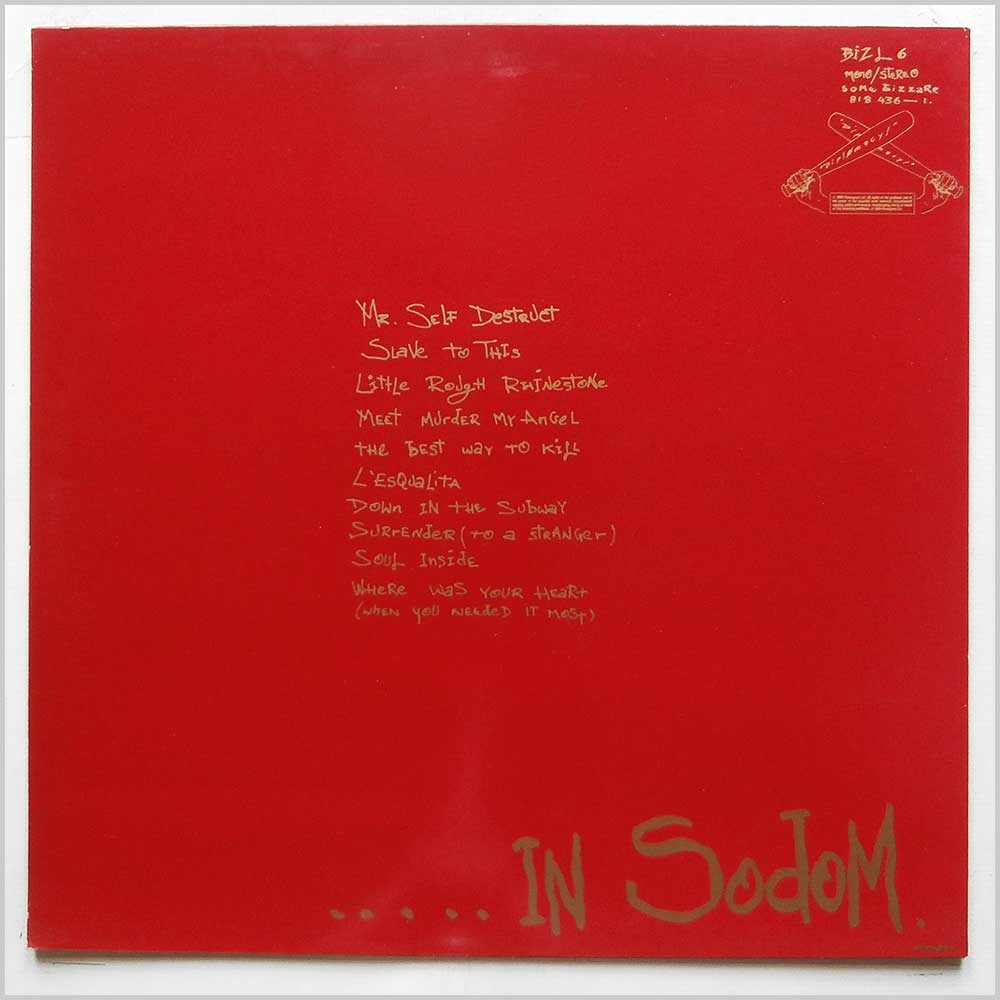 BIZL 6
MONO/STEREO
SOME BIZZARE
818 436-1.
MR. SELF DESTRUCT
SLAVE TO THIS
LITTLE ROUGH RHINESTONE
MEET MURDER MY ANGEL
THE BEST WAY TO KILL
L'ESQUALITA
DOWN IN THE SUBWAY
SURRENDER (TO A STRANGER)
SOUL INSIDE
WHERE WAS YOUR HEART
(WHEN YOU NEEDED IT MOST)
..... IN SODOM.